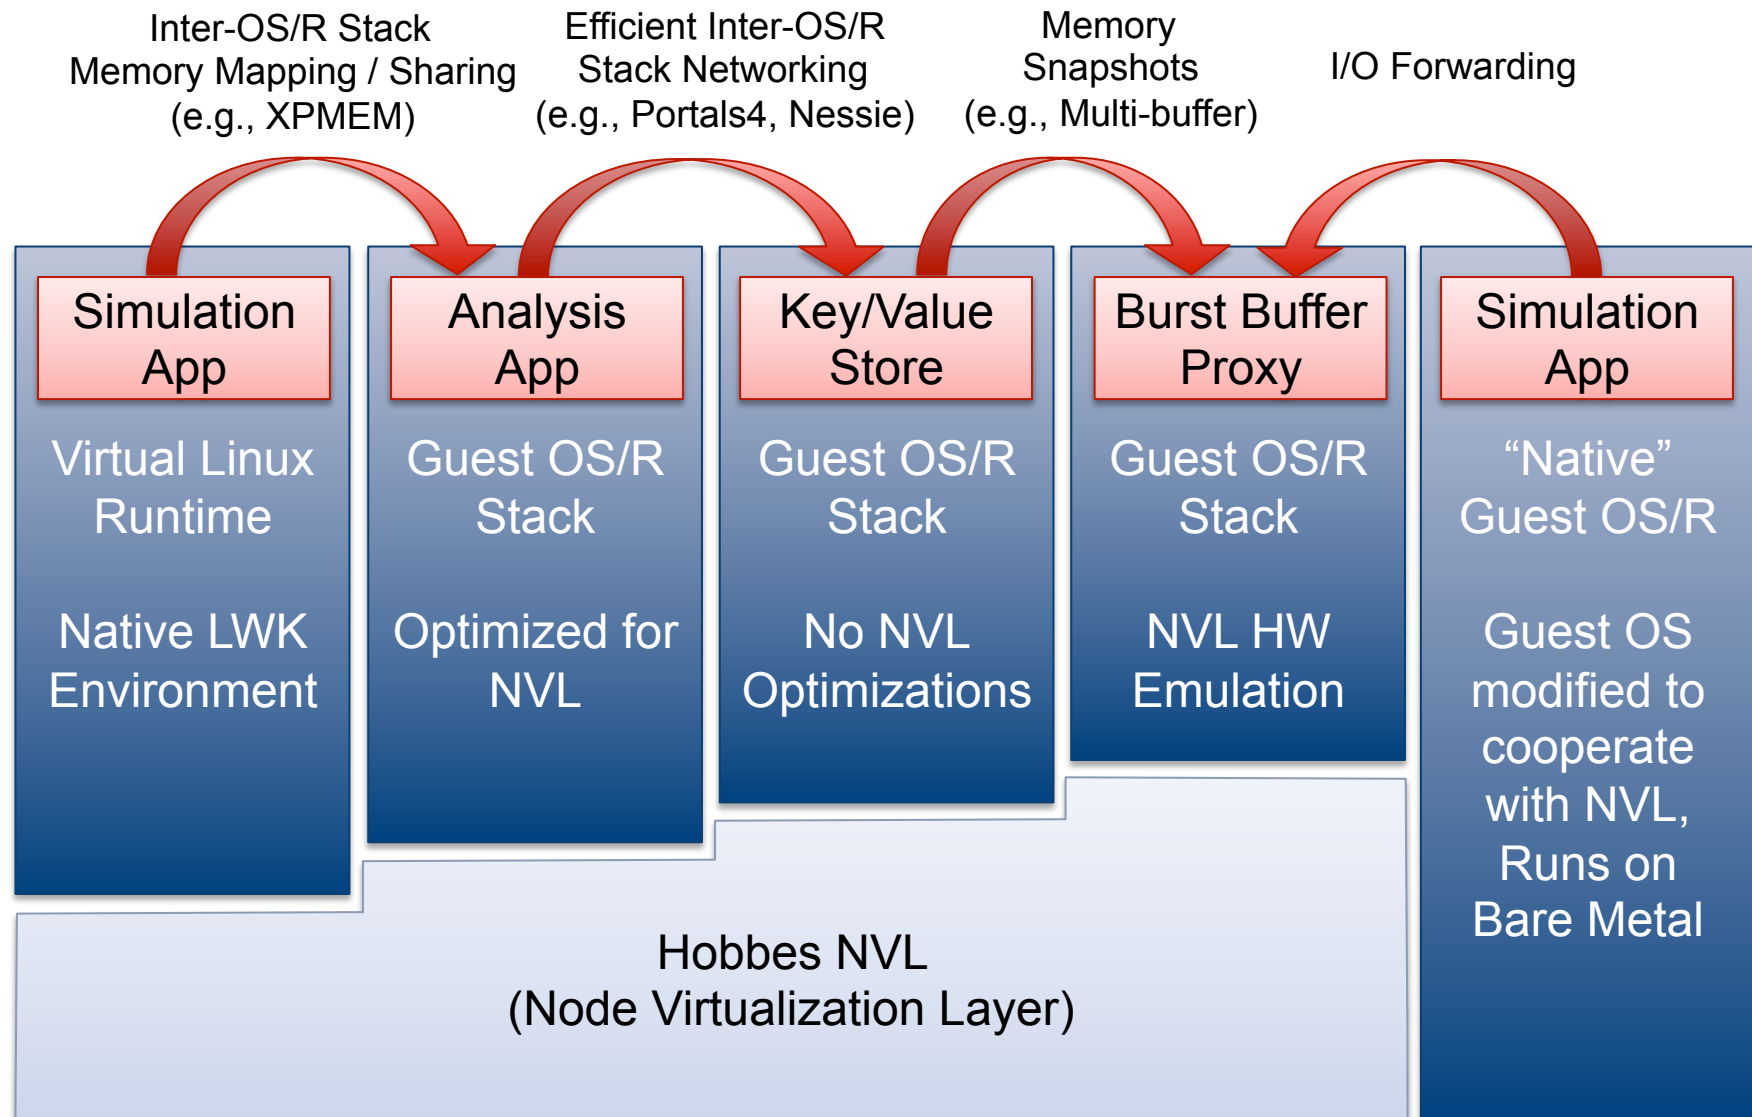 Inter-OS/R Stack
Memory Mapping / Sharing
(e.g., XPMEM)
Efficient Inter-OS/R
Stack Networking
(e.g., Portals4, Nessie)
Memory
Snapshots
(e.g., Multi-buffer)
I/O Forwarding
Simulation
App
Virtual Linux
Runtime
Native LWK
Environment
Analysis
App
Guest OS/R
Stack
Optimized for
NVL
Key/Value
Store
Guest OS/R
Stack
No NVL
Optimizations
Burst Buffer
Proxy
Guest OS/R
Stack
NVL HW
Emulation
Simulation
App
“Native”
Guest OS/R
Guest OS
modified to
cooperate
with NVL,
Runs on
Bare Metal
Hobbes NVL
(Node Virtualization Layer)